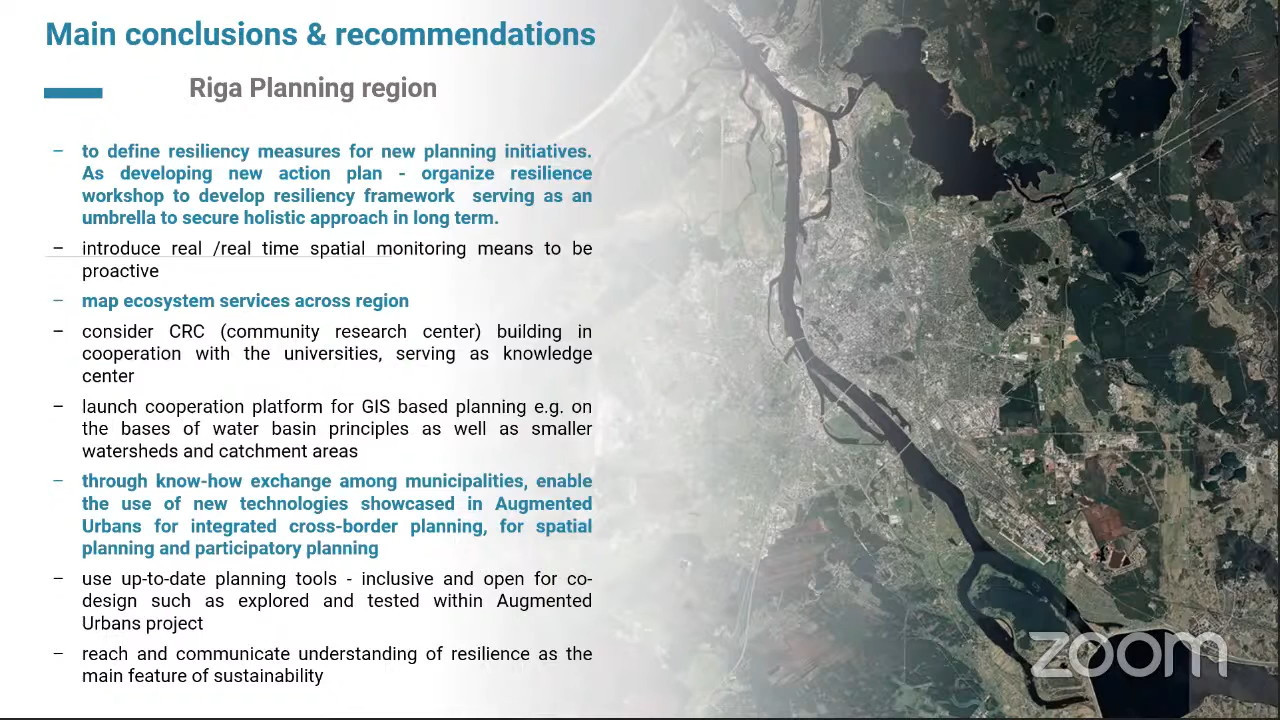 Main conclusions & recommendations
Riga Planning region
– to define resiliency measures for new planning initiatives.
As developing new action plan - organize resilience
workshop to develop resiliency framework serving as an
umbrella to secure holistic approach in long term.
– introduce real /real time spatial monitoring means to be
proactive
– map ecosystem services across region
– consider CRC (community research center) building in
cooperation with the universities, serving as knowledge
center
– launch cooperation platform for GIS based planning e.g. on
the bases of water basin principles as well as smaller
watersheds and catchment areas
– through know-how exchange among municipalities, enable
the use of new technologies showcased in Augmented
Urbans for integrated cross-border planning, for spatial
planning and participatory planning
– use up-to-date planning tools - inclusive and open for co-
design such as explored and tested within Augmented
Urbans project
– reach and communicate understanding of resilience as the
main feature of sustainability
zoom